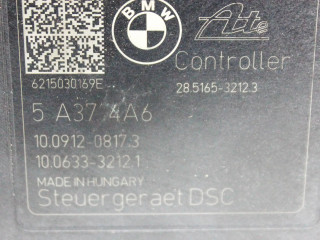 BMW
Ate
Controller
6215030169E
28.5165-3212.3
5 A37 4A6
10.0912-0817.3
10.0633-3212.1
MADE IN HUNGARY
Steuergeraet DSC